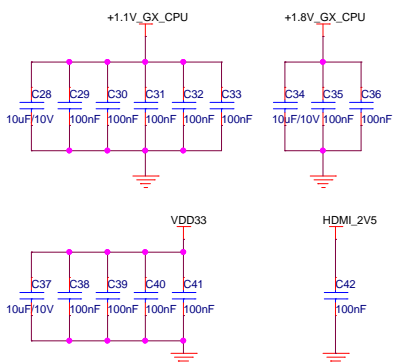 +1.1V_GX_CPU
+1.8V_GX_CPU
C28 C29 C30 C31 C32 C33
10uF/10V 100nF 100nF 100nF 100nF 100nF
C34 C35 C36
10uF/10V 100nF 100nF
VDD33
HDMI_2V5
C37 C38 C39 C40 C41
10uF/10V 100nF 100nF 100nF 100nF
C42
100nF